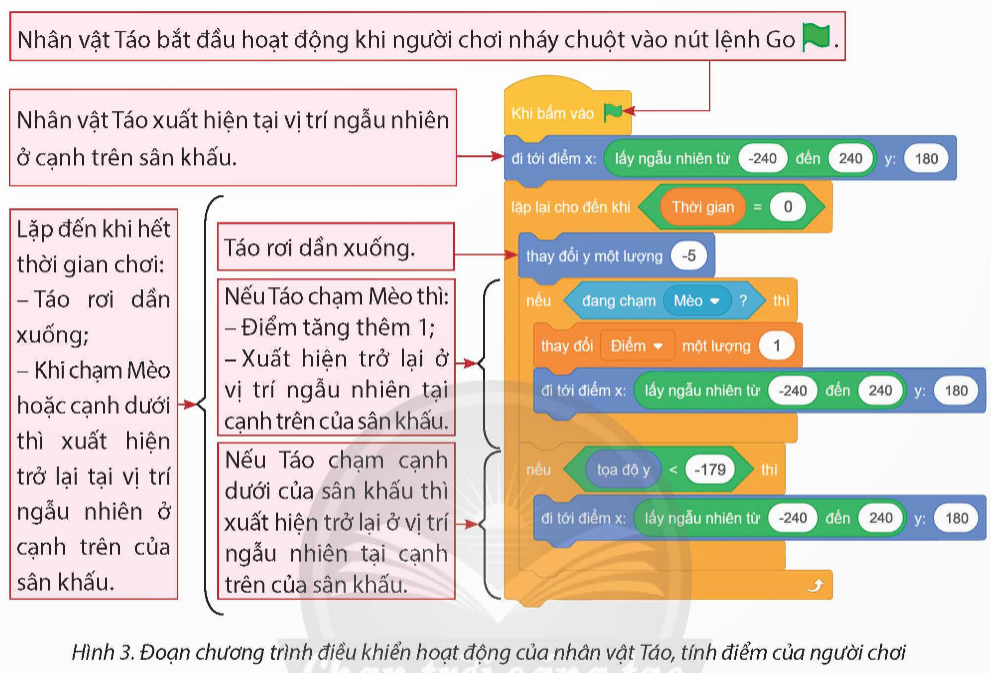 Nhân vật Táo bắt đầu hoạt động khi người chơi nháy chuột vào nút lệnh Go .
Nhân vật Táo xuất hiện tại vị trí ngẫu nhiên
ở cạnh trên sân khấu.
Lặp đến khi hết
thời gian chơi:
– Táo rơi dần
xuống;
– Khi chạm Mèo
hoặc cạnh dưới
thì xuất hiện
trở lại tại vị trí
ngẫu nhiên ở
cạnh trên của
sân khấu.
Táo rơi dần xuống.
Nếu Táo chạm Mèo thì:
– Điểm tăng thêm 1;
– Xuất hiện trở lại ở
vị trí ngẫu nhiên tại
cạnh trên của sân khấu.
Nếu Táo chạm cạnh
dưới của sân khấu thì
xuất hiện trở lại ở vị trí
ngẫu nhiên tại cạnh
trên của sân khấu.
Khi bấm vào
đi tới điểm x: lấy ngẫu nhiên từ -240 đến 240 y: 180
lặp lại cho đến khi Thời gian = 0
thay đổi y một lượng -5
nếu đang chạm Mèo ? thì
thay đổi Điểm một lượng 1
đi tới điểm x: lấy ngẫu nhiên từ -240 đến 240 y: 180
nếu tọa độ y < -179 thì
đi tới điểm x: lấy ngẫu nhiên từ -240 đến 240 y: 180
Hình 3. Đoạn chương trình điều khiển hoạt động của nhân vật Táo, tính điểm của người chơi